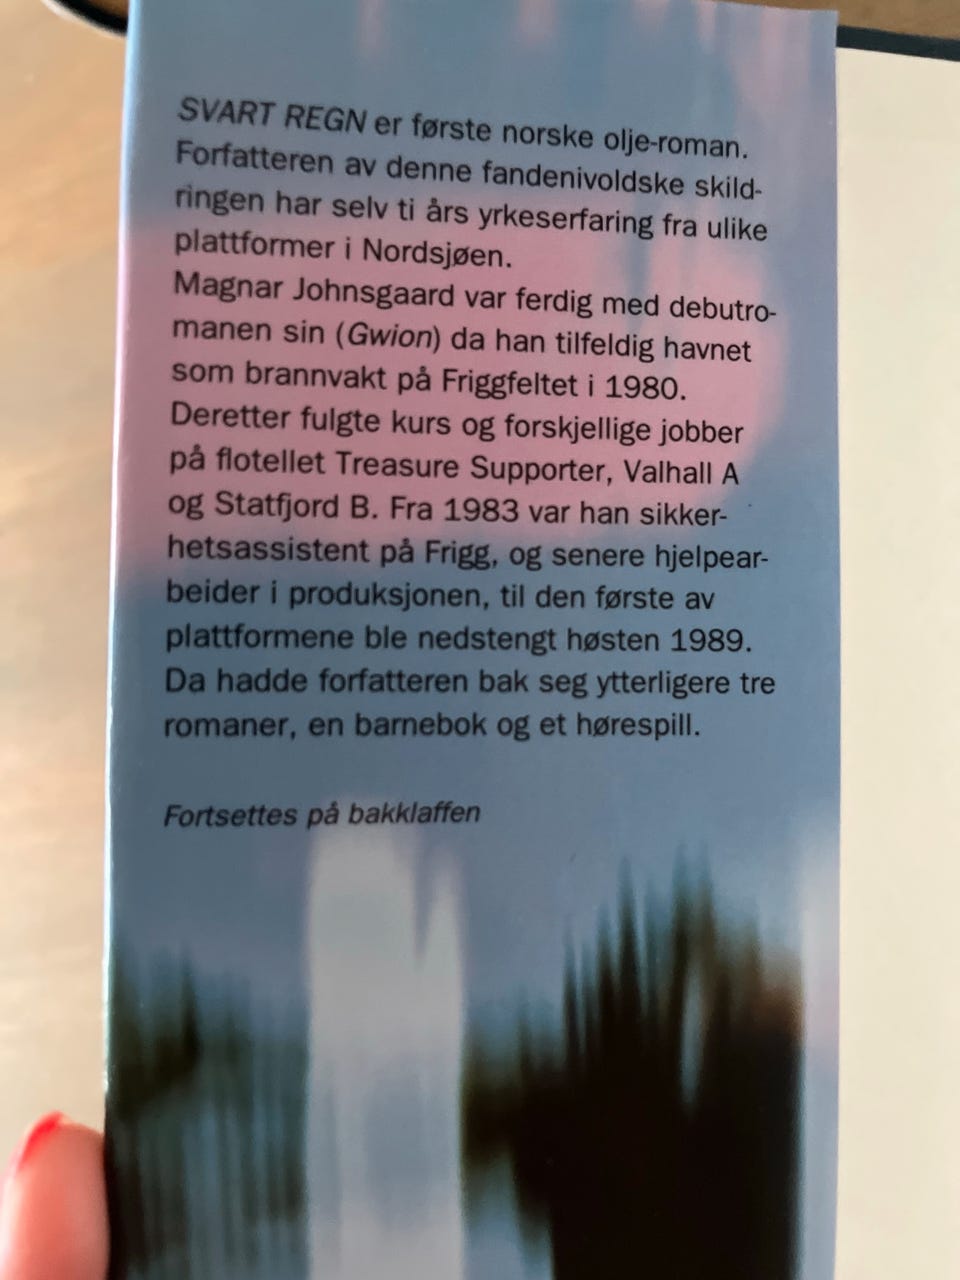 SVART REGN er første norske olje-roman.
Forfatteren av denne fandenivoldske skild-
ringen har selv ti års yrkeserfaring fra ulike
plattformer i Nordsjøen.
Magnar Johnsgaard var ferdig med debutro-
manen sin (Gwion) da han tilfeldig havnet
som brannvakt på Friggfeltet i 1980.
Deretter fulgte kurs og forskjellige jobber
på flotellet Treasure Supporter, Valhall A
og Statfjord B. Fra 1983 var han sikker-
hetsassistent på Frigg, og senere hjelpear-
beider i produksjonen, til den første av
plattformene ble nedstengt høsten 1989.
Da hadde forfatteren bak seg ytterligere tre
romaner, en barnebok og et hørespill.
Fortsettes på bakklaffen